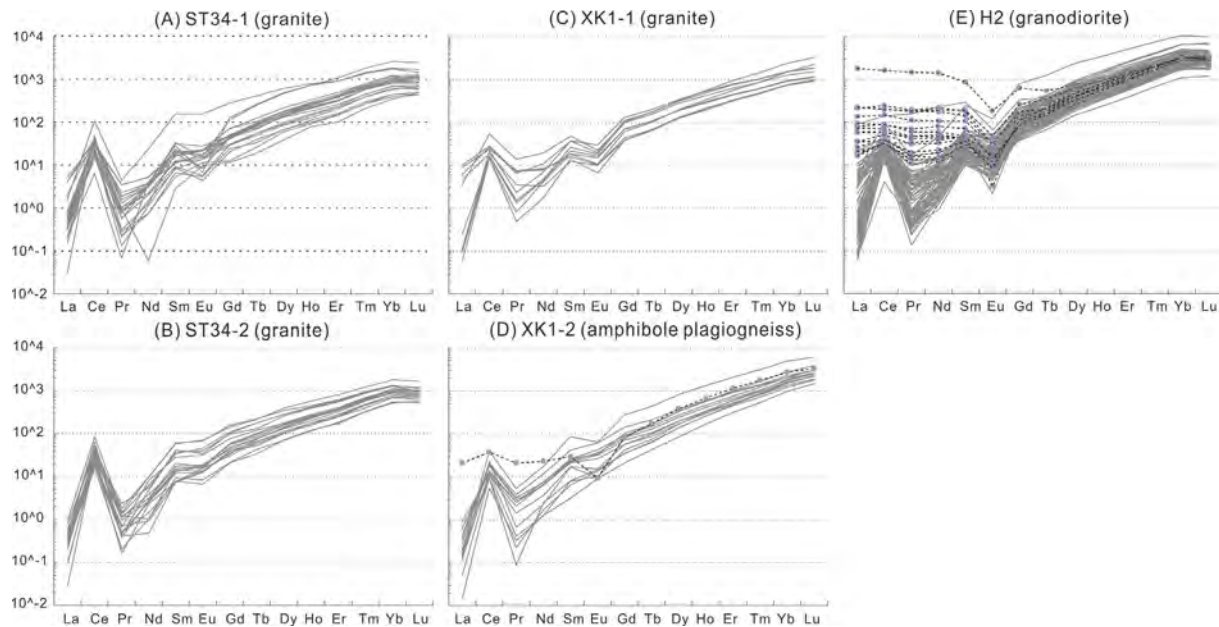 (A) ST34-1 (granite)
10^4
10^3
10^2
10^1
10^0
10^-1
10^-2
La Ce Pr Nd Sm Eu Gd Tb Dy Ho Er Tm Yb Lu
(C) XK1-1 (granite)
La Ce Pr Nd Sm Eu Gd Tb Dy Ho Er Tm Yb Lu
(E) H2 (granodiorite)
La Ce Pr Nd Sm Eu Gd Tb Dy Ho Er Tm Yb Lu
(B) ST34-2 (granite)
10^4
10^3
10^2
10^1
10^0
10^-1
10^-2
La Ce Pr Nd Sm Eu Gd Tb Dy Ho Er Tm Yb Lu
(D) XK1-2 (amphibole plagiogneiss)
La Ce Pr Nd Sm Eu Gd Tb Dy Ho Er Tm Yb Lu